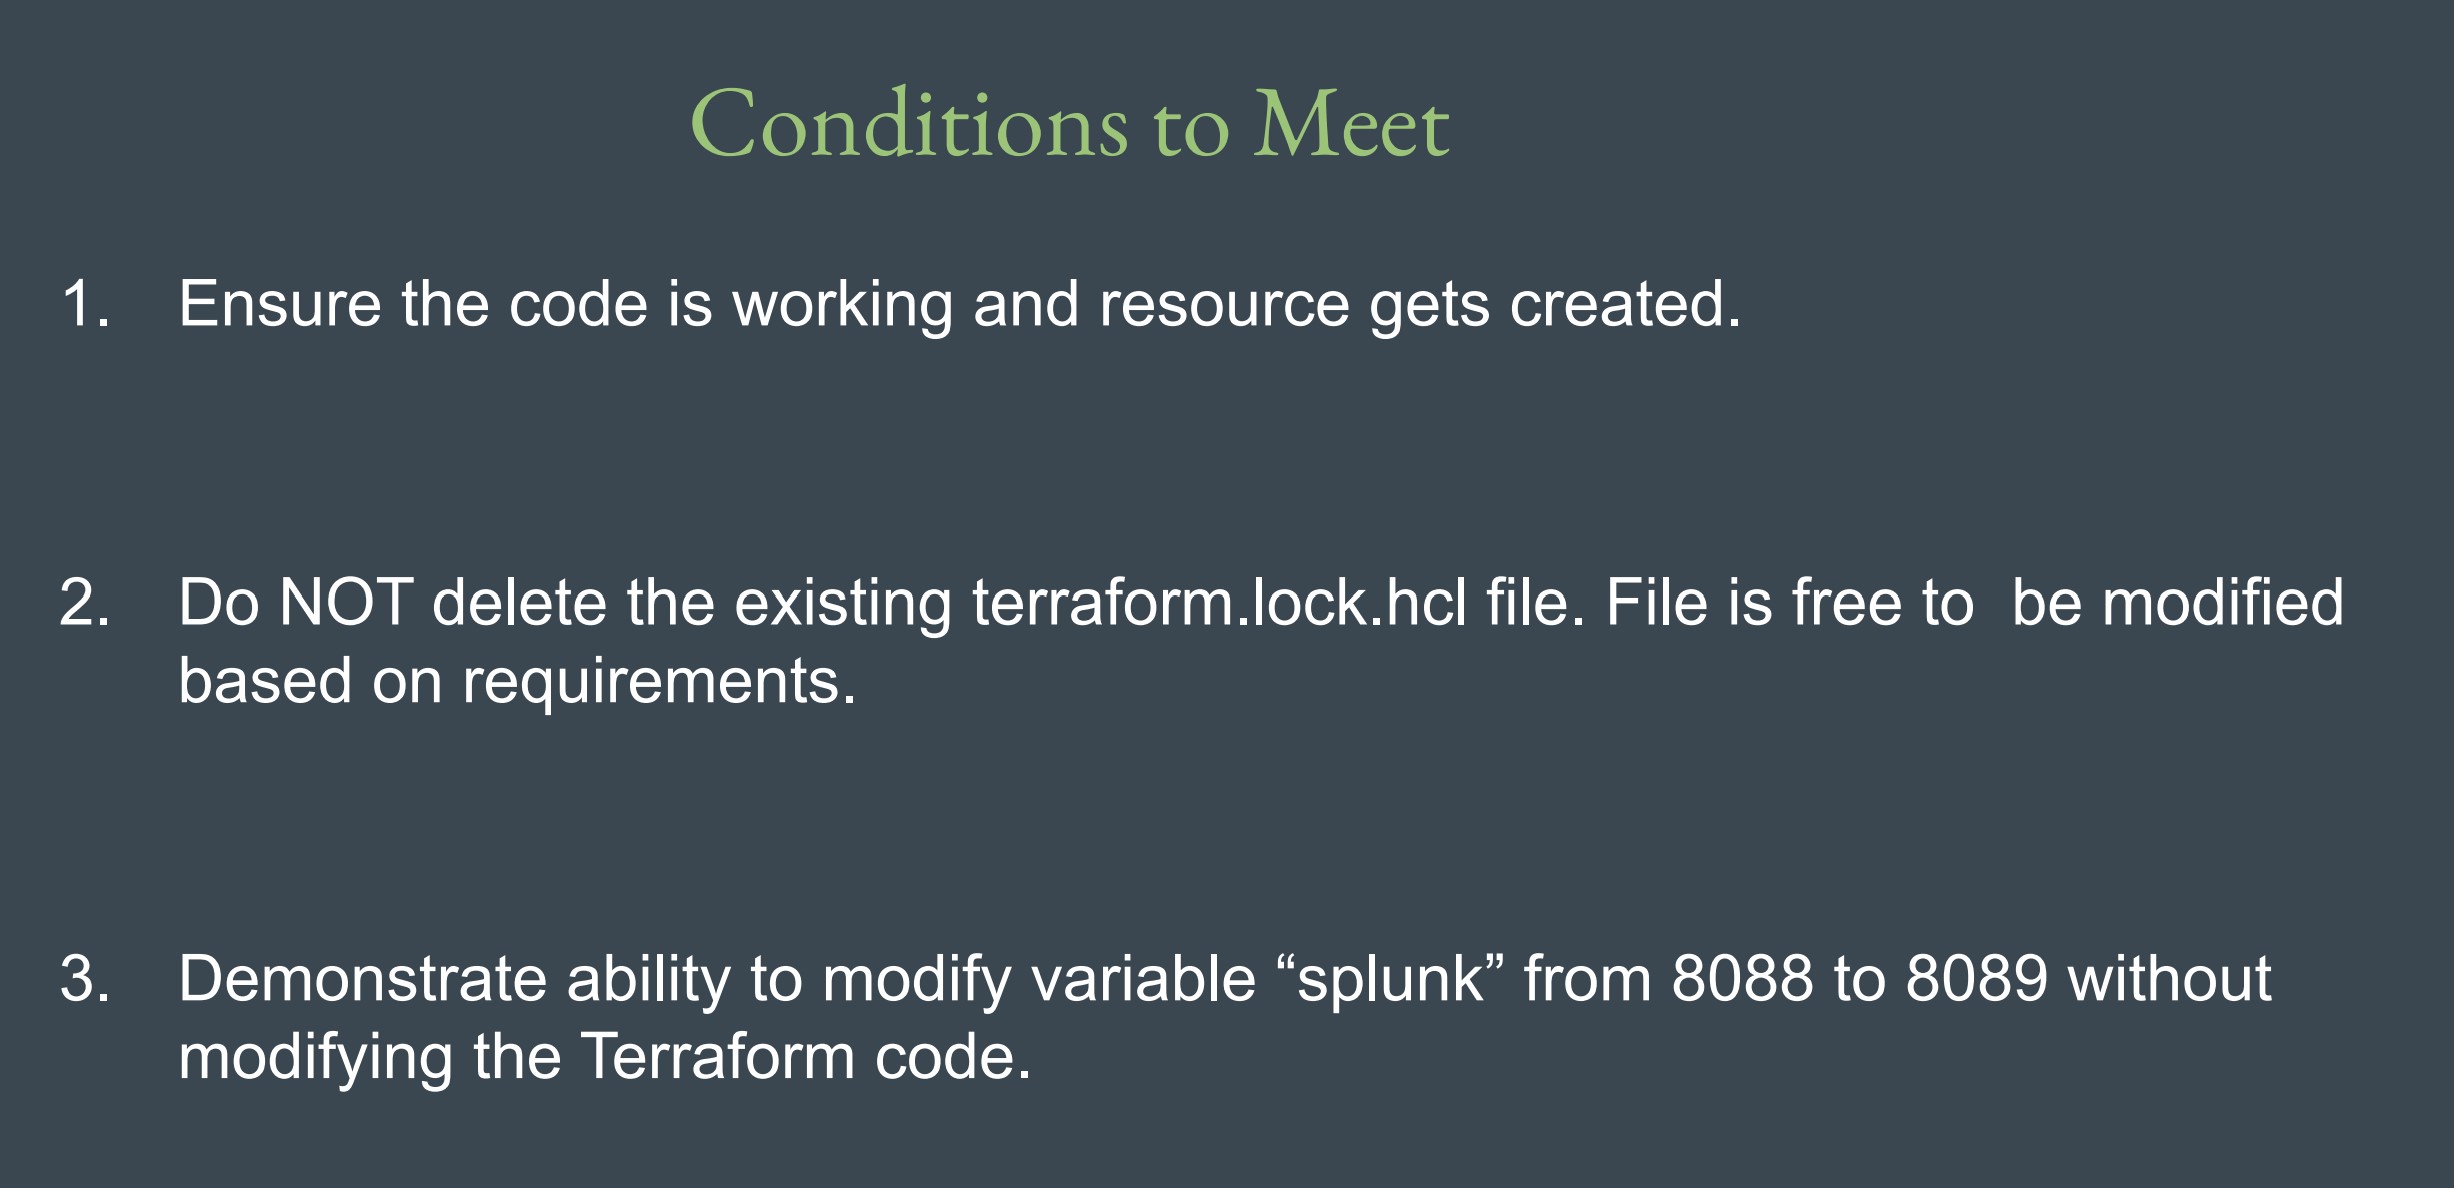 Conditions to Meet
1. Ensure the code is working and resource gets created.
2. Do NOT delete the existing terraform.lock.hcl file. File is free to  be modified
based on requirements.
3. Demonstrate ability to modify variable “splunk” from 8088 to 8089 without
modifying the Terraform code.